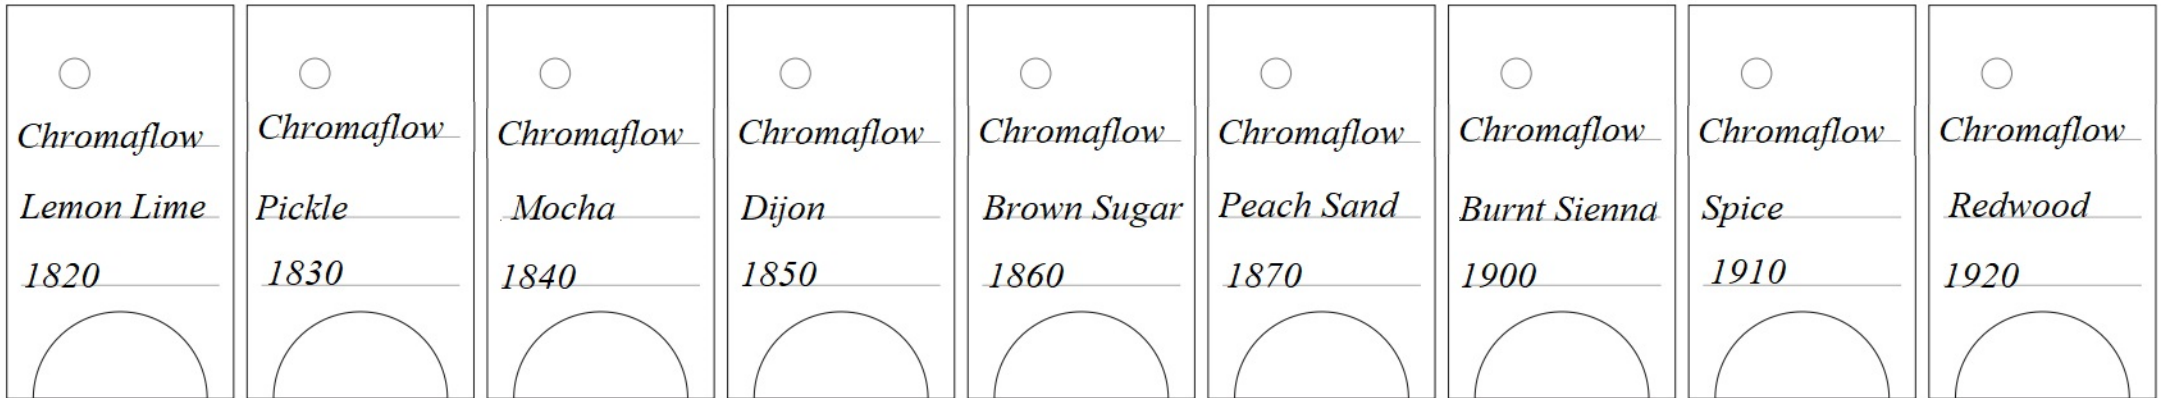 Chromaflow
Lemon Lime
1820
Chromaflow
Pickle
1830
Chromaflow
Mocha
1840
Chromaflow
Dijon
1850
Chromaflow
Brown Sugar
1860
Chromaflow
Peach Sand
1870
Chromaflow
Burnt Sienna
1900
Chromaflow
Spice
1910
Chromaflow
Redwood
1920